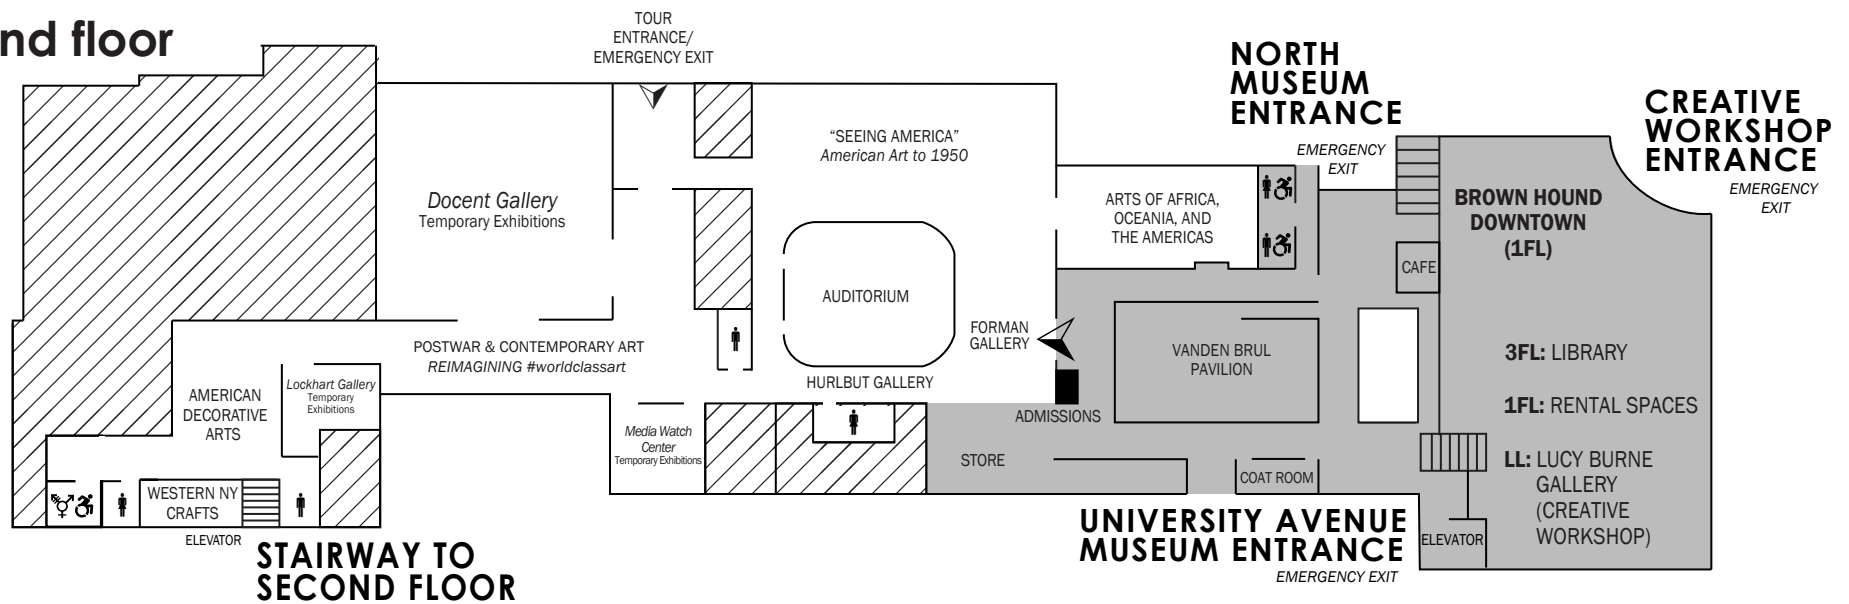 nd floor
TOUR
ENTRANCE/
EMERGENCY EXIT
NORTH
MUSEUM
ENTRANCE
EMERGENCY
EXIT
CREATIVE
WORKSHOP
ENTRANCE
EMERGENCY
EXIT
“SEEING AMERICA”
American Art to 1950
Docent Gallery
Temporary Exhibitions
ARTS OF AFRICA,
OCEANIA, AND
THE AMERICAS
BROWN HOUND
DOWNTOWN
(1FL)
CAFE
AUDITORIUM
FORMAN
GALLERY
VANDEN BRUL
PAVILION
POSTWAR & CONTEMPORARY ART
REIMAGINING #worldclassart
HURLBUT GALLERY
ADMISSIONS
3FL: LIBRARY
1FL: RENTAL SPACES
LL: LUCY BURNE
GALLERY
(CREATIVE
WORKSHOP)
AMERICAN
DECORATIVE
ARTS
Lockhart Gallery
Temporary
Exhibitions
Media Watch
Center
Temporary Exhibitions
STORE
COAT ROOM
WESTERN NY
CRAFTS
ELEVATOR
STAIRWAY TO
SECOND FLOOR
UNIVERSITY AVENUE
MUSEUM ENTRANCE
EMERGENCY EXIT
ELEVATOR